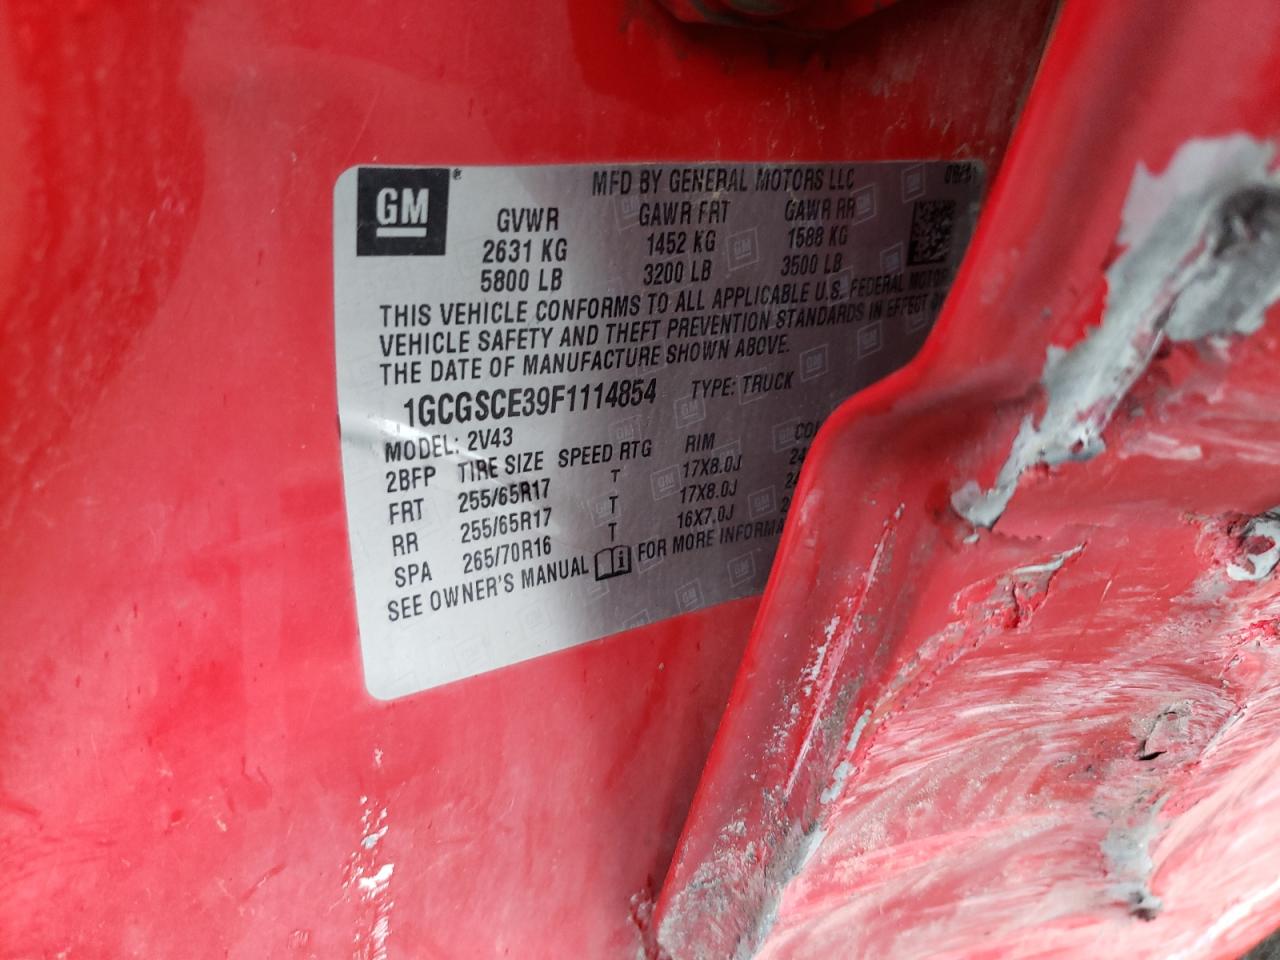 GM
MFD BY GENERAL MOTORS LLC
GVWR GAWR FRT GAWR RR
2631 KG 1452 KG 1588 KG
5800 LB 3200 LB 3500 LB
THIS VEHICLE CONFORMS TO ALL APPLICABLE U.S. FEDERAL MOTOR
VEHICLE SAFETY AND THEFT PREVENTION STANDARDS IN EFFECT
THE DATE OF MANUFACTURE SHOWN ABOVE.
1GCGSCE39F1114854 TYPE: TRUCK
MODEL: 2V43
2BFP TIRE SIZE SPEED RTG RIM
FRT 255/65R17 T 17X8.0J
RR 255/65R17 T 17X8.0J
SPA 265/70R16 T 16X7.0J
SEE OWNER'S MANUAL FOR MORE INFORMA